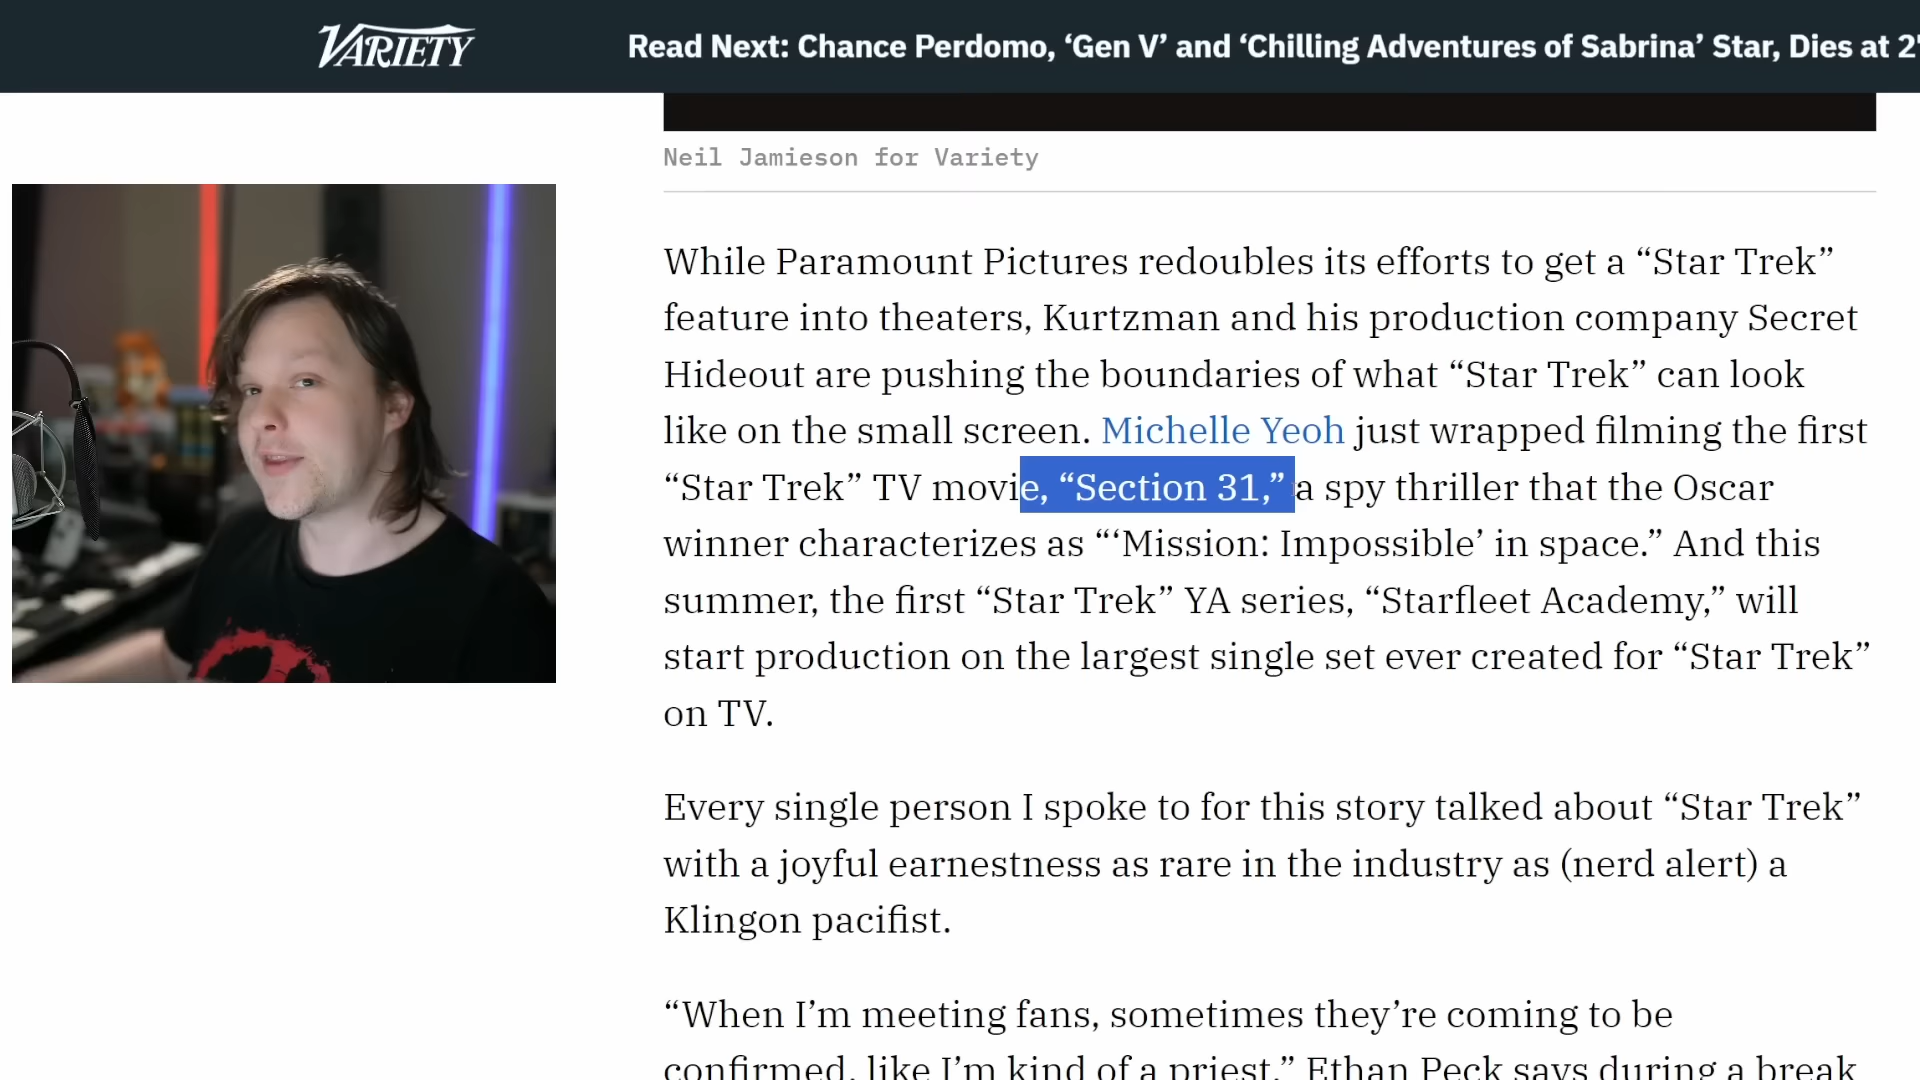 VARIETY
Read Next: Chance Perdomo, ‘Gen V’ and ‘Chilling Adventures of Sabrina’ Star, Dies at
Neil Jamieson for Variety
While Paramount Pictures redoubles its efforts to get a “Star Trek”
feature into theaters, Kurtzman and his production company Secret
Hideout are pushing the boundaries of what “Star Trek” can look
like on the small screen. Michelle Yeoh just wrapped filming the first
“Star Trek” TV movie, “Section 31,” a spy thriller that the Oscar
winner characterizes as “‘Mission: Impossible’ in space.” And this
summer, the first “Star Trek” YA series, “Starfleet Academy,” will
start production on the largest single set ever created for “Star Trek”
on TV.
Every single person I spoke to for this story talked about “Star Trek”
with a joyful earnestness as rare in the industry as (nerd alert) a
Klingon pacifist.
“When I’m meeting fans, sometimes they’re coming to be
confirmed, like I’m kind of a priest,” Ethan Peck says during a break